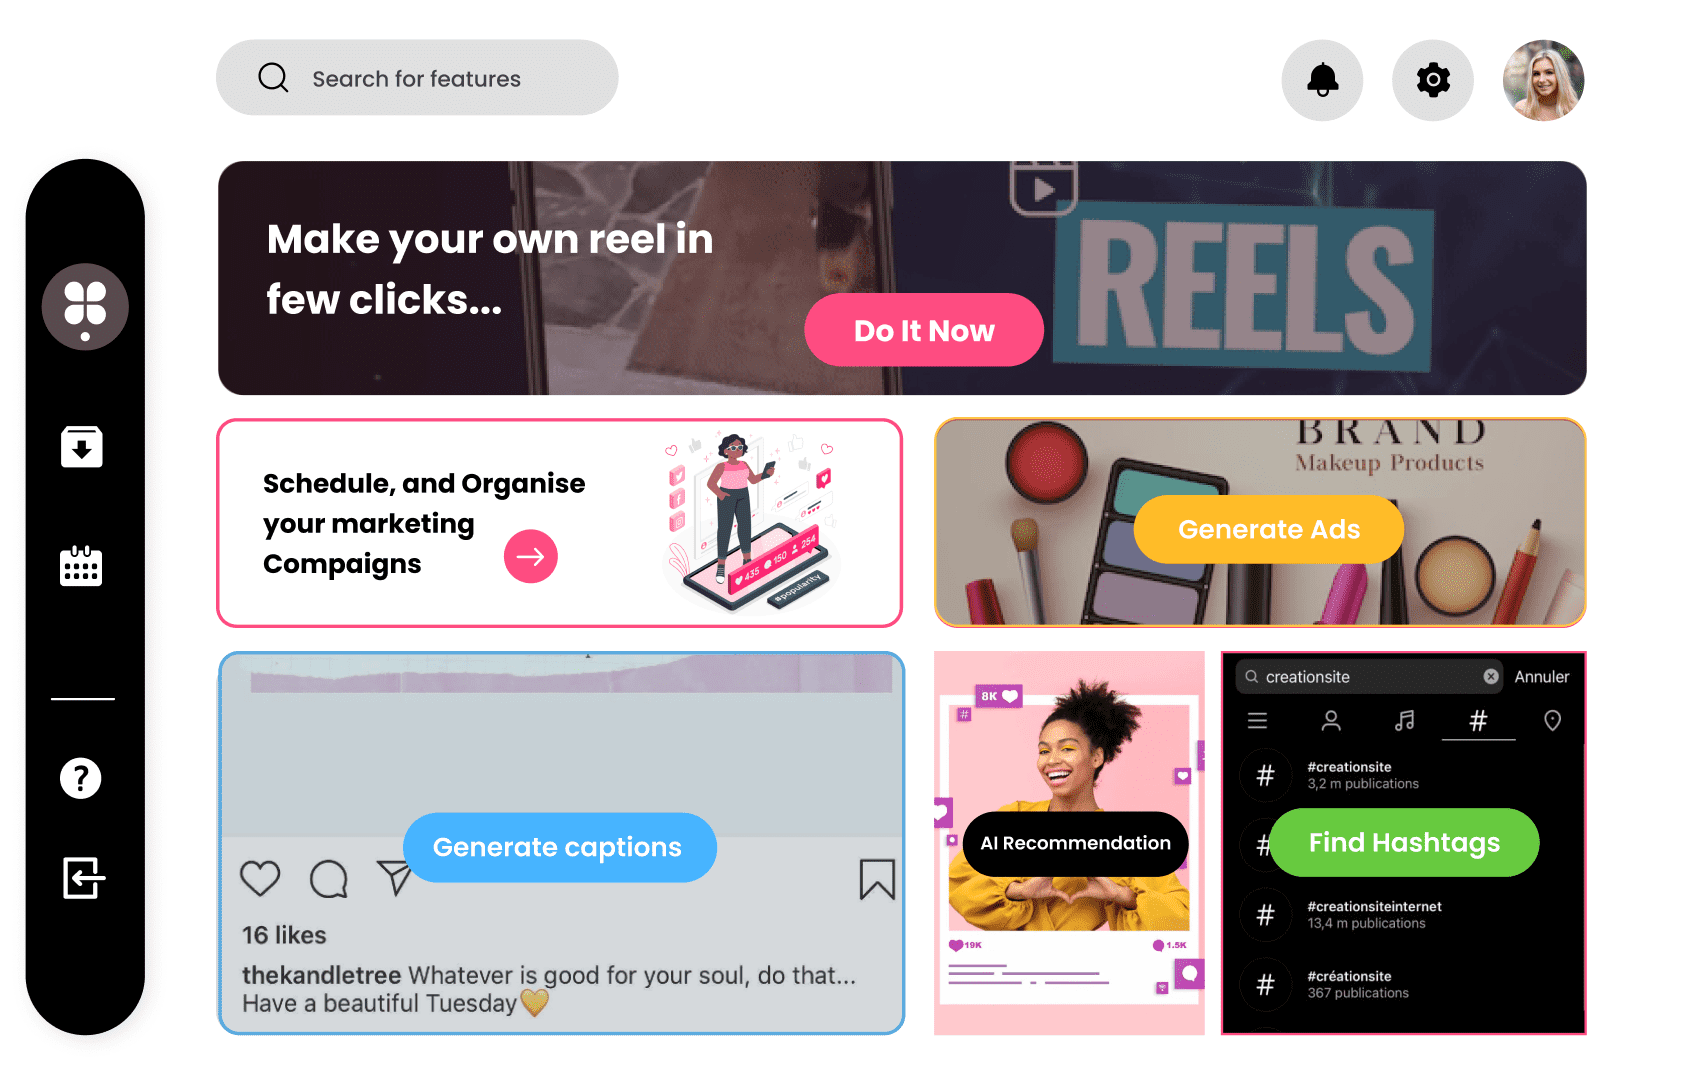 Search for features
Make your own reel in
few clicks...
REELS
Do It Now
Schedule, and Organise
your marketing
Compaigns
435 150 254
#popularity
BRAND
Makeup Products
Generate Ads
Generate captions
16 likes
thekandletree Whatever is good for your soul, do that...
Have a beautiful Tuesday💛
8K
#
AI Recommendation
19K
1.5K
creationsite
Annuler
#
# #creationsite
3,2 m publications
#
Find Hashtags
# #creationsiteinternet
13,4 m publications
# #créationsite
367 publications
?